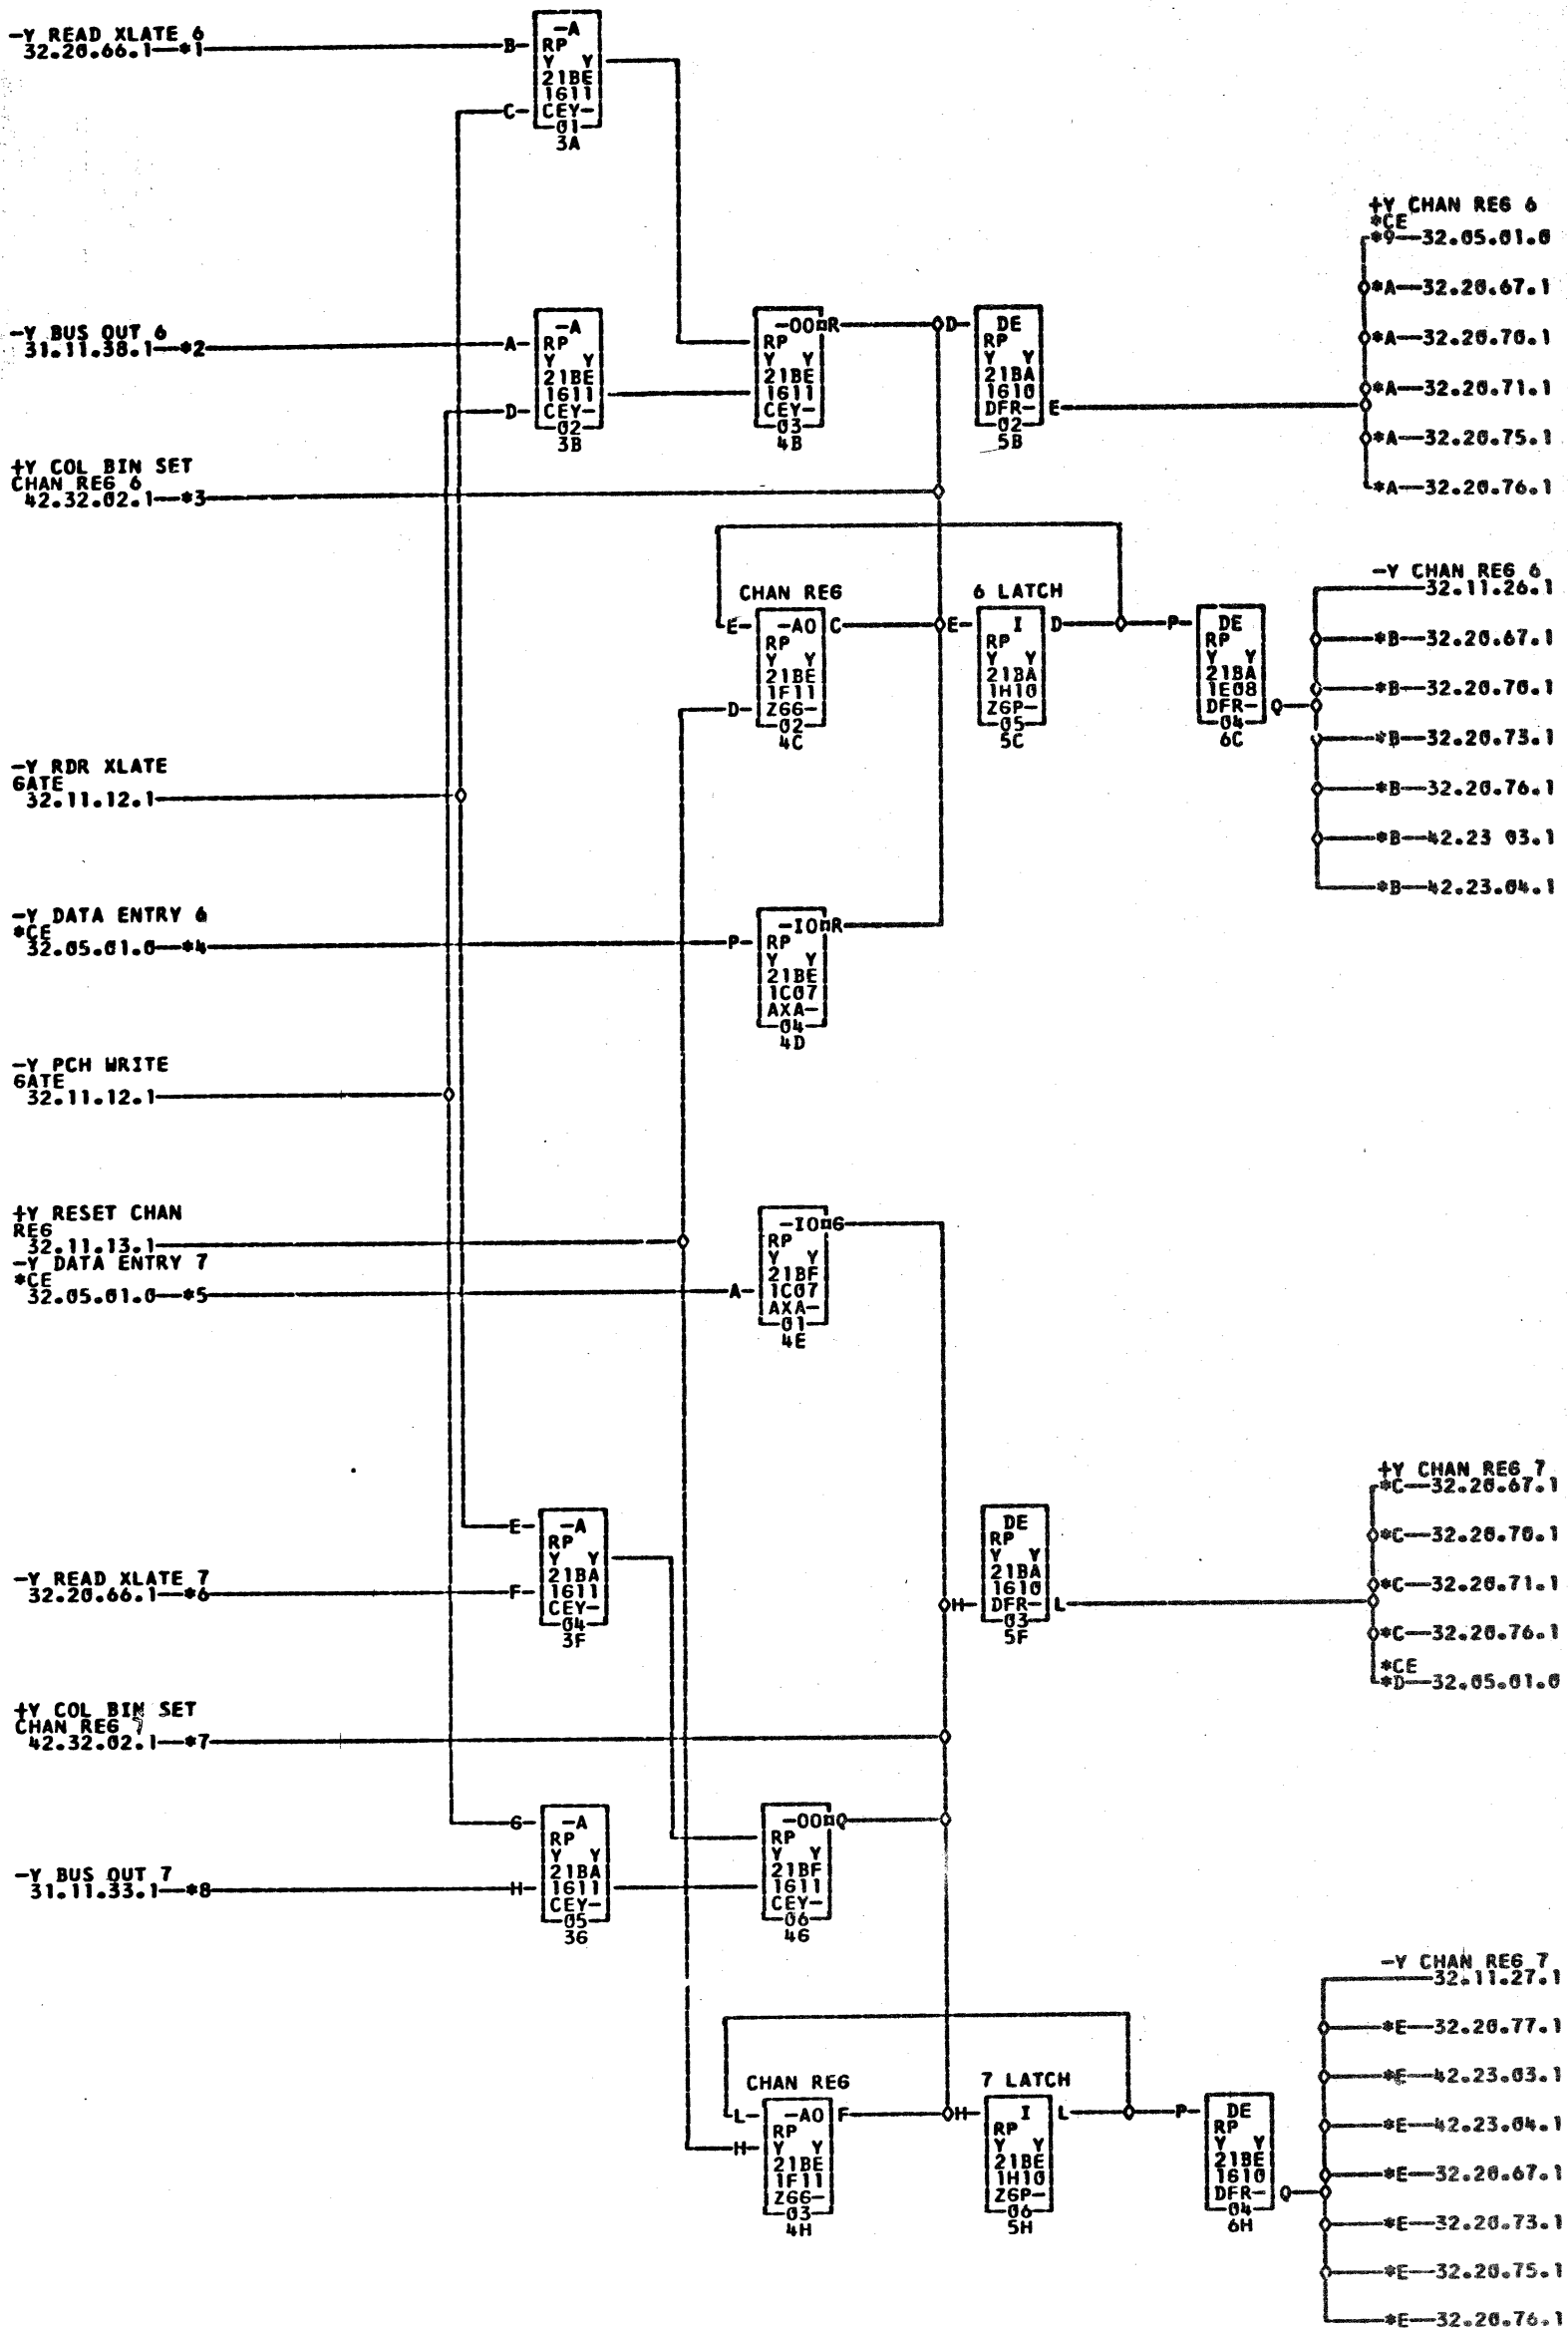 -Y READ XLATE 6
32.20.66.1—*1
B
C
-A
RP
Y Y
21BE
1611
CEY-
01
3A
-Y BUS OUT 6
31.11.38.1—*2
A
D
-A
RP
Y Y
21BE
1611
CEY-
02
3B
-OO R
RP
Y Y
21BE
1611
CEY-
03
4B
D
DE
RP
Y Y
21BA
1610
DFR- E
02
5B
+Y CHAN REG 6
*CE
*9—32.05.01.0
*A—32.20.67.1
*A—32.20.70.1
*A—32.20.71.1
*A—32.20.75.1
*A—32.20.76.1
+Y COL BIN SET
CHAN REG 6
42.32.02.1—*3
CHAN REG
E
D
-AO C
RP
Y Y
21BE
1F11
Z66-
02
4C
6 LATCH
E
I D
RP
Y Y
21BA
1H10
Z6P-
05
5C
P
DE
RP
Y Y
21BA
1E08
DFR- Q
04
6C
-Y CHAN REG 6
32.11.26.1
*B—32.20.67.1
*B—32.20.70.1
*B—32.20.73.1
*B—32.20.76.1
*B—42.23 03.1
*B—42.23.04.1
-Y RDR XLATE
GATE
32.11.12.1
-Y DATA ENTRY 6
*CE
32.05.01.0—*4
P
-IO R
RP
Y Y
21BE
1C07
AXA-
04
4D
-Y PCH WRITE
GATE
32.11.12.1
+Y RESET CHAN
REG
32.11.13.1
-Y DATA ENTRY 7
*CE
32.05.01.0—*5
A
-IO G
RP
Y Y
21BF
1C07
AXA-
01
4E
E
F
-A
RP
Y Y
21BA
1611
CEY-
04
3F
-Y READ XLATE 7
32.20.66.1—*6
H
DE
RP
Y Y
21BA
1610
DFR- L
03
5F
+Y CHAN REG 7
*C—32.20.67.1
*C—32.20.70.1
*C—32.20.71.1
*C—32.20.76.1
*CE
*D—32.05.01.0
+Y COL BIN SET
CHAN REG 7
42.32.02.1—*7
G
H
-A
RP
Y Y
21BA
1611
CEY-
05
3G
-Y BUS OUT 7
31.11.33.1—*8
-OO Q
RP
Y Y
21BF
1611
CEY-
06
4G
CHAN REG
L
H
-AO F
RP
Y Y
21BE
1F11
Z66-
03
4H
7 LATCH
H
I L
RP
Y Y
21BE
1H10
Z6P-
06
5H
P
DE
RP
Y Y
21BE
1610
DFR- Q
04
6H
-Y CHAN REG 7
32.11.27.1
*E—32.20.77.1
*E—42.23.03.1
*E—42.23.04.1
*E—32.20.67.1
*E—32.20.73.1
*E—32.20.75.1
*E—32.20.76.1